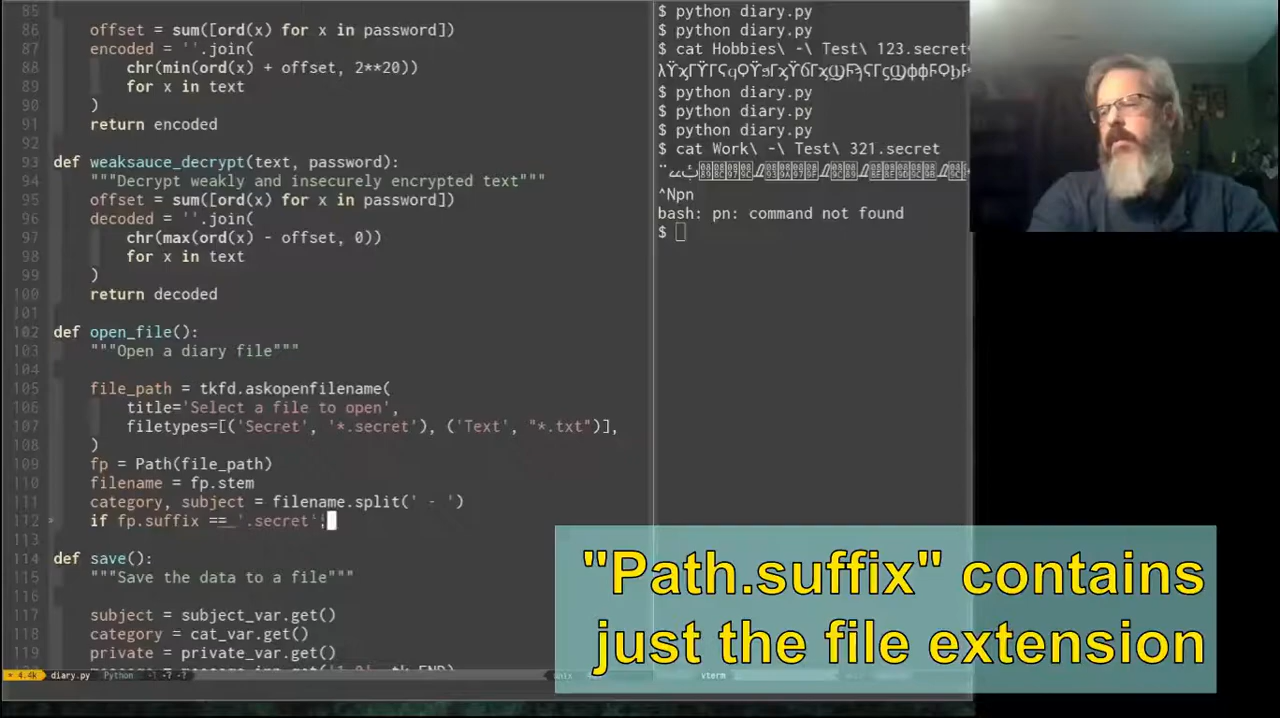 85
86 offset = sum([ord(x) for x in password])
87 encoded = ''.join(
88 chr(min(ord(x) + offset, 2**20))
89 for x in text
90 )
91 return encoded
92
93 def weaksauce_decrypt(text, password):
94 """Decrypt weakly and insecurely encrypted text"""
95 offset = sum([ord(x) for x in password])
96 decoded = ''.join(
97 chr(max(ord(x) - offset, 0))
98 for x in text
99 )
100 return decoded
101
102 def open_file():
103 """Open a diary file"""
104
105 file_path = tkfd.askopenfilename(
106 title='Select a file to open',
107 filetypes=[('Secret', '*.secret'), ('Text', "*.txt")],
108 )
109 fp = Path(file_path)
110 filename = fp.stem
111 category, subject = filename.split(' - ')
112 if fp.suffix == '.secret'
113
114 def save():
115 """Save the data to a file"""
116
117 subject = subject_var.get()
118 category = cat_var.get()
119 private = private_var.get()
4.4k diary.py Python
$ python diary.py
$ python diary.py
$ cat Hobbies\ -\ Test\ 123.secret
$ python diary.py
$ python diary.py
$ python diary.py
$ cat Work\ -\ Test\ 321.secret
^Npn
bash: pn: command not found
$
vterm
"Path.suffix" contains
just the file extension